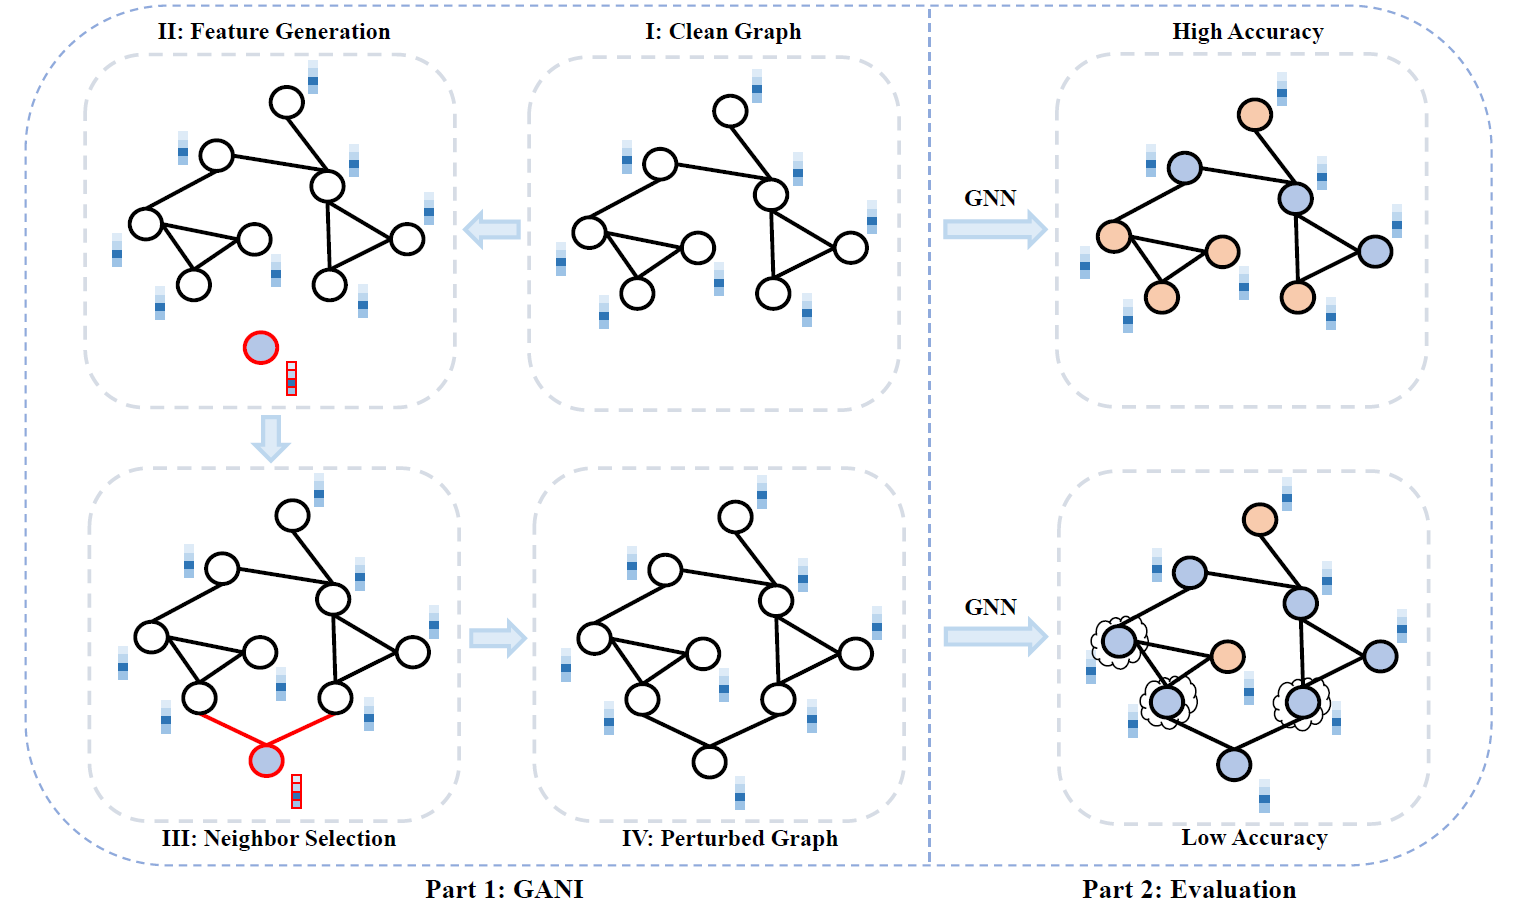 II: Feature Generation
I: Clean Graph
High Accuracy
GNN
GNN
III: Neighbor Selection
IV: Perturbed Graph
Low Accuracy
Part 1: GANI
Part 2: Evaluation